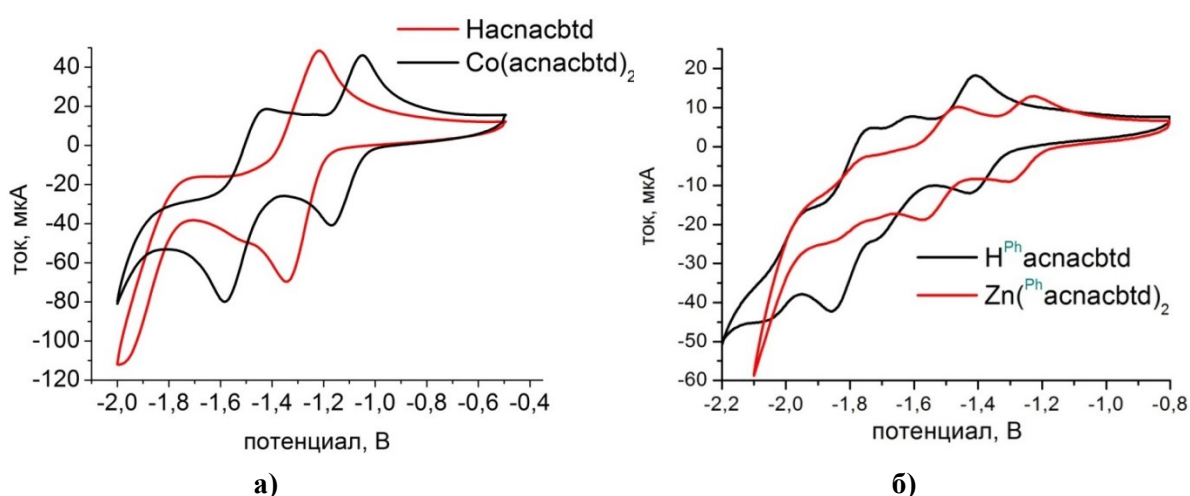 Hacnacbtd
Co(acnacbtd)2
40
20
0
-20
-40
-60
-80
-100
-120
ток, мкА
-2,0 -1,8 -1,6 -1,4 -1,2 -1,0 -0,8 -0,6 -0,4
потенциал, В
а)
20
10
0
-10
-20
-30
-40
-50
-60
ток, мкА
HPhacnacbtd
Zn(Phacnacbtd)2
-2,2 -2,0 -1,8 -1,6 -1,4 -1,2 -1,0 -0,8
потенциал, В
б)